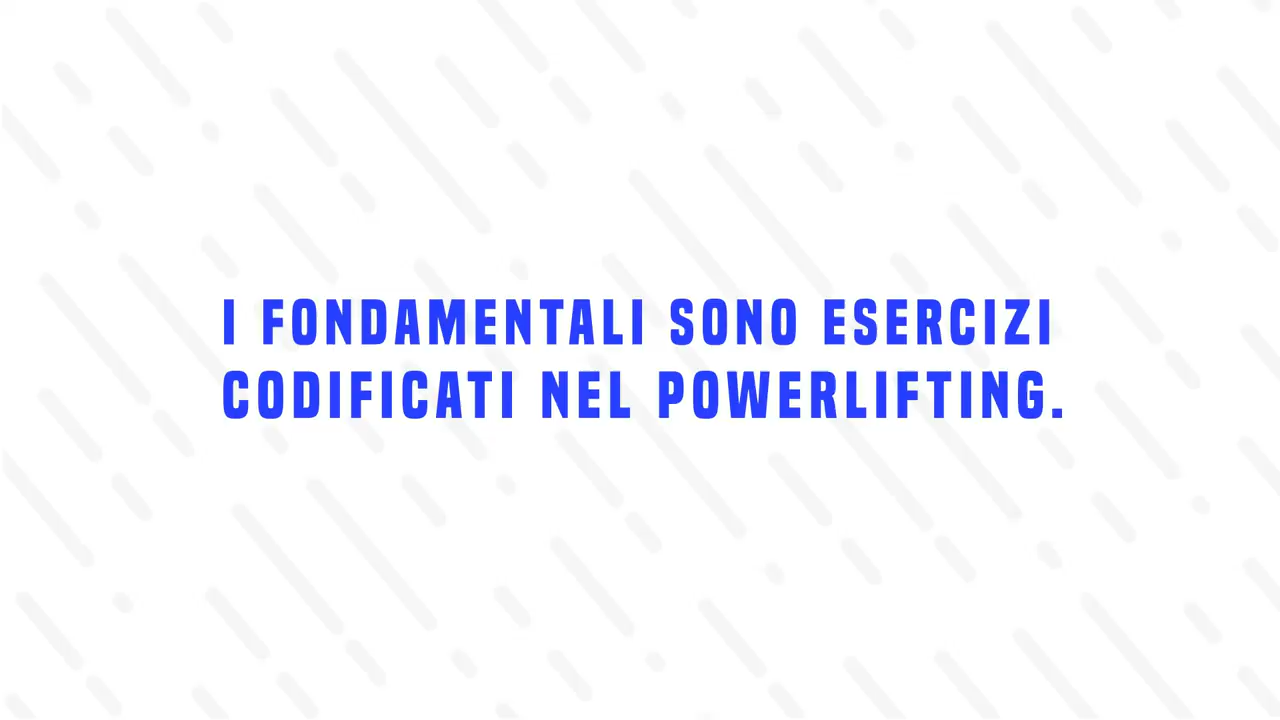 I FONDAMENTALI SONO ESERCIZI
CODIFICATI NEL POWERLIFTING.